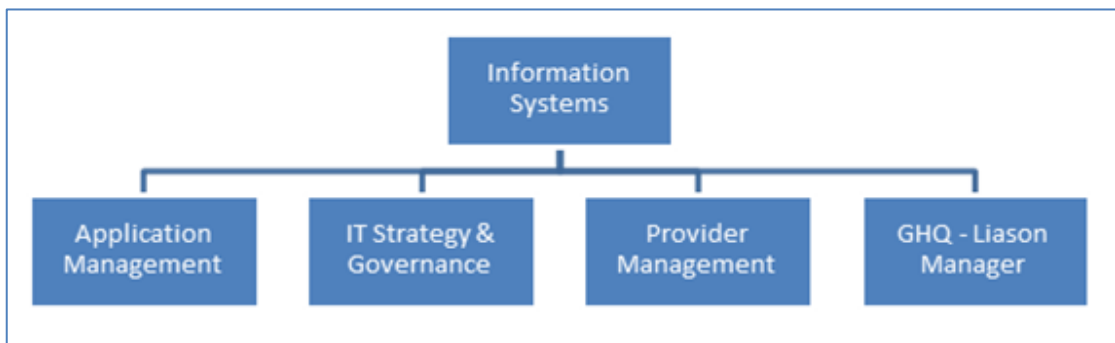 Information
Systems
Application
Management
IT Strategy &
Governance
Provider
Management
GHQ - Liason
Manager